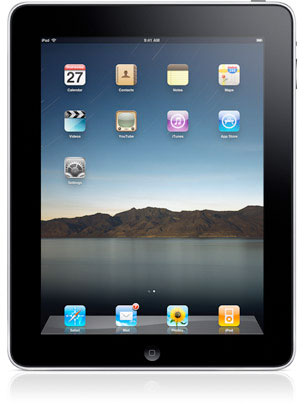 iPad 9:41 AM
27
Calendar Contacts Notes Maps
Videos YouTube iTunes App Store
Settings
Safari Mail Photos iPod